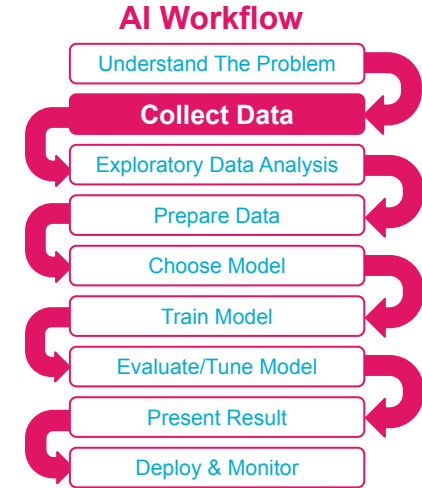 AI Workflow
Understand The Problem
Collect Data
Exploratory Data Analysis
Prepare Data
Choose Model
Train Model
Evaluate/Tune Model
Present Result
Deploy & Monitor